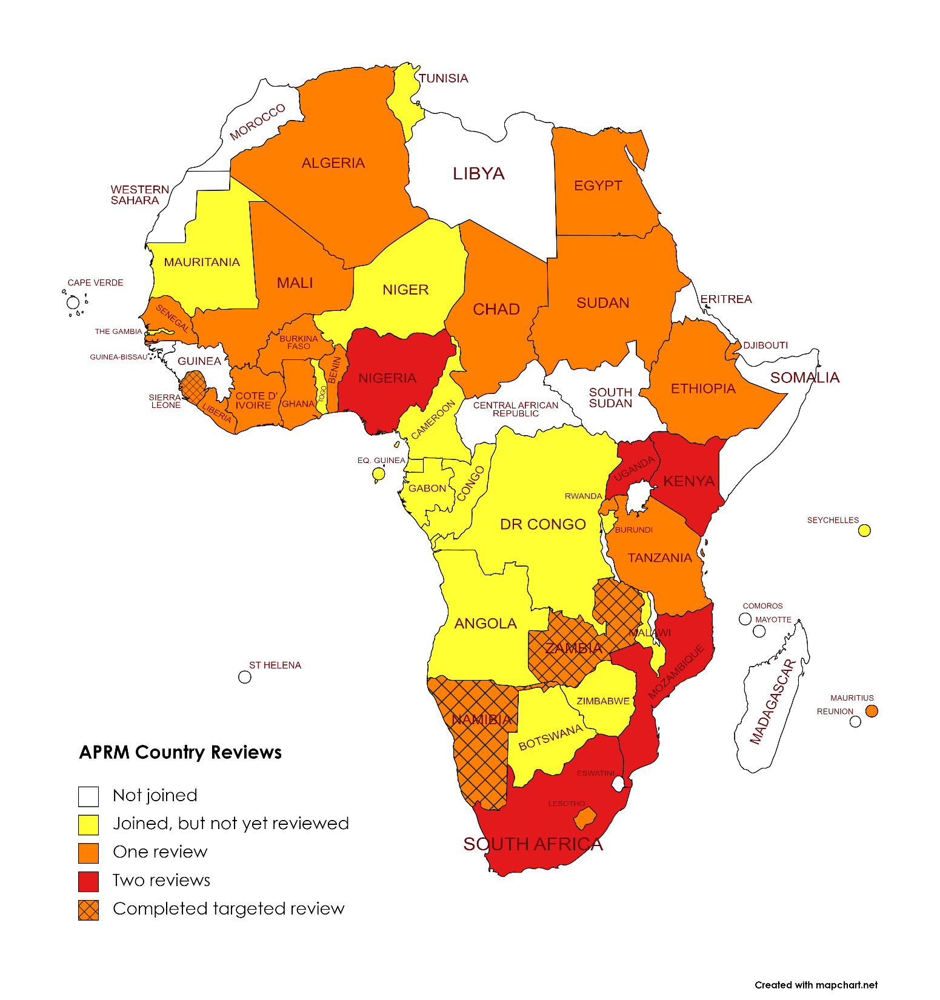 TUNISIA
MOROCCO
ALGERIA
LIBYA
EGYPT
WESTERN
SAHARA
MAURITANIA
MALI
NIGER
CHAD
SUDAN
ERITREA
CAPE VERDE
SENEGAL
THE GAMBIA
BURKINA
FASO
DJIBOUTI
GUINEA-BISSAU
GUINEA
BENIN
NIGERIA
SOMALIA
ETHIOPIA
SIERRA
LEONE
LIBERIA
COTE D'
IVOIRE
GHANA
TOGO
CAMEROON
CENTRAL AFRICAN
REPUBLIC
SOUTH
SUDAN
EQ. GUINEA
GABON
CONGO
UGANDA
KENYA
RWANDA
DR CONGO
BURUNDI
SEYCHELLES
TANZANIA
ANGOLA
ZAMBIA
MALAWI
COMOROS
MAYOTTE
MOZAMBIQUE
ST HELENA
MADAGASCAR
ZIMBABWE
MAURITIUS
REUNION
NAMIBIA
BOTSWANA
ESWATINI
LESOTHO
SOUTH AFRICA
APRM Country Reviews
Not joined
Joined, but not yet reviewed
One review
Two reviews
Completed targeted review
Created with mapchart.net